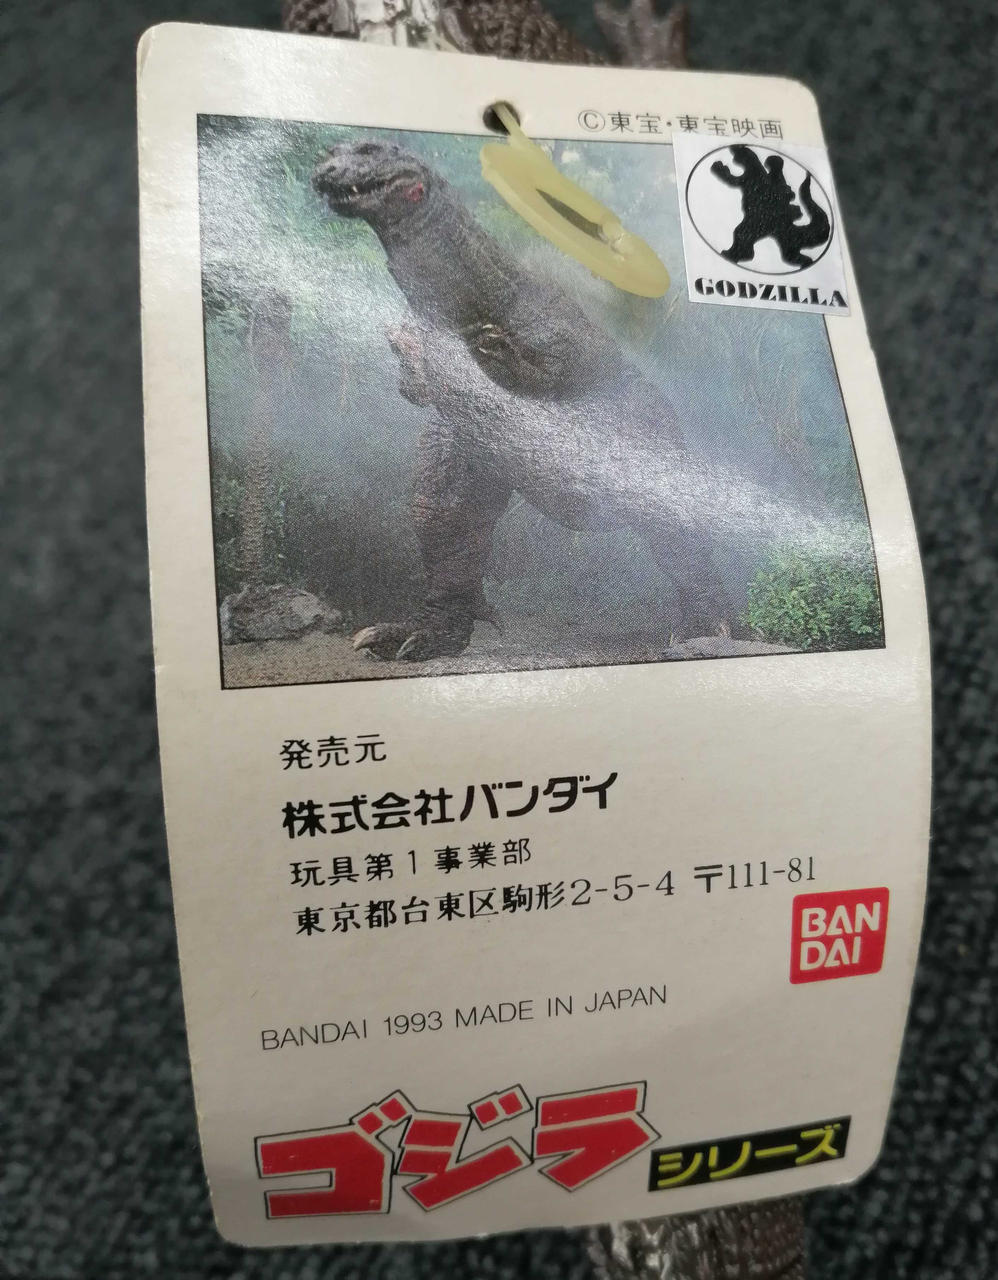 ©東宝・東宝映画
GODZILLA
発売元
株式会社バンダイ
玩具第1事業部
東京都台東区駒形2-5-4 〒111-81
BAN
DAI
BANDAI 1993 MADE IN JAPAN
ゴジラ
シリーズ